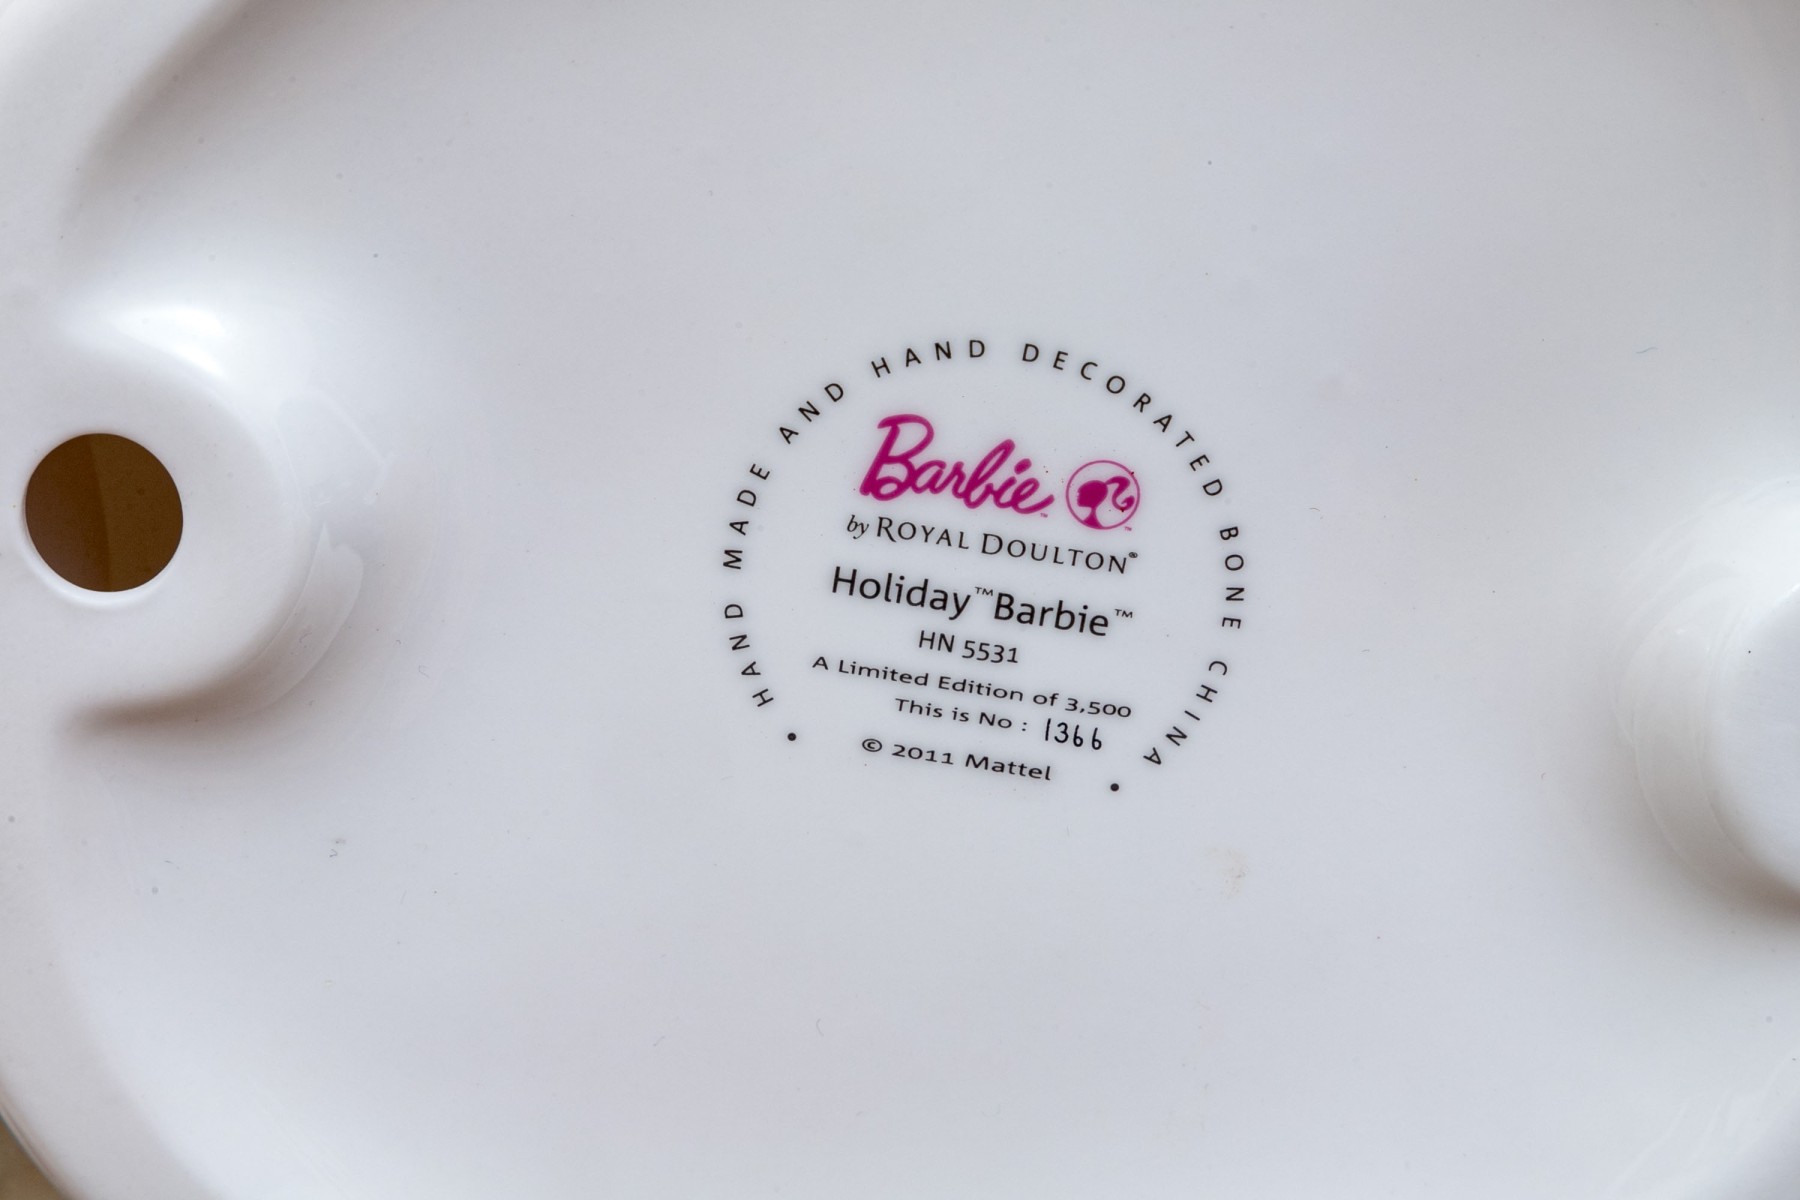 HAND MADE AND HAND DECORATED BONE CHINA
Barbie™
by ROYAL DOULTON®
Holiday™ Barbie™
HN 5531
A Limited Edition of 3,500
This is No : 1366
© 2011 Mattel